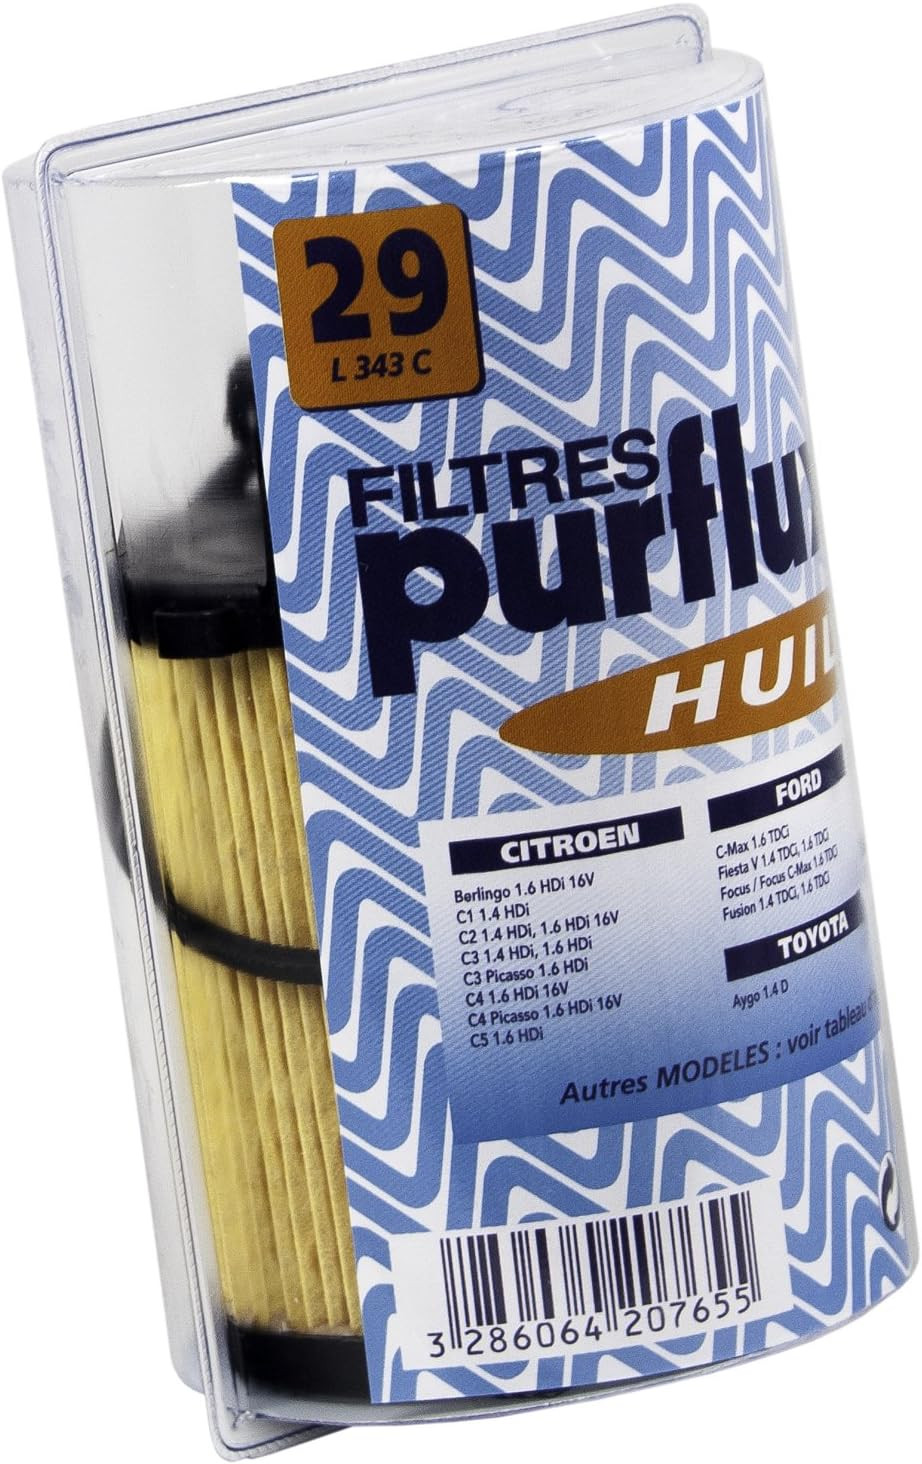 29
L 343 C
FILTRES
purflux
HUIL
CITROEN
Berlingo 1.6 HDi 16V
C1 1.4 HDi
C2 1.4 HDi, 1.6 HDi 16V
C3 1.4 HDi, 1.6 HDi
C3 Picasso 1.6 HDi
C4 1.6 HDi 16V
C4 Picasso 1.6 HDi 16V
C5 1.6 HDi
FORD
C-Max 1.6 TDCi
Fiesta V 1.4 TDCi, 1.6 TDCi
Focus / Focus C-Max 1.6 TDCi
Fusion 1.4 TDCi, 1.6 TDCi
TOYOTA
Aygo 1.4 D
Autres MODELES : voir tableau
3 286064 207655